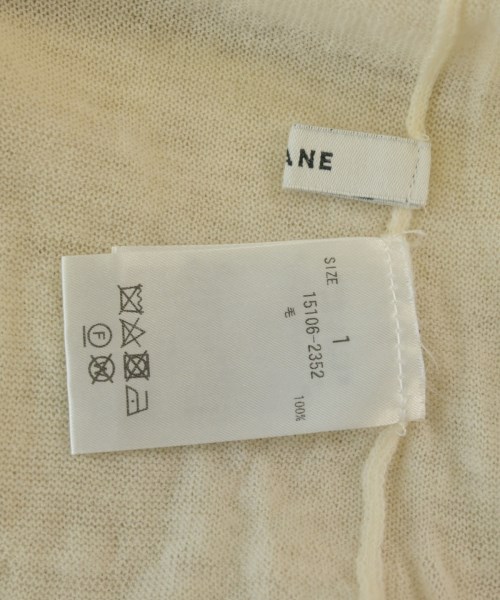 ANE
SIZE 1
15106-2352
毛 100%
F
W